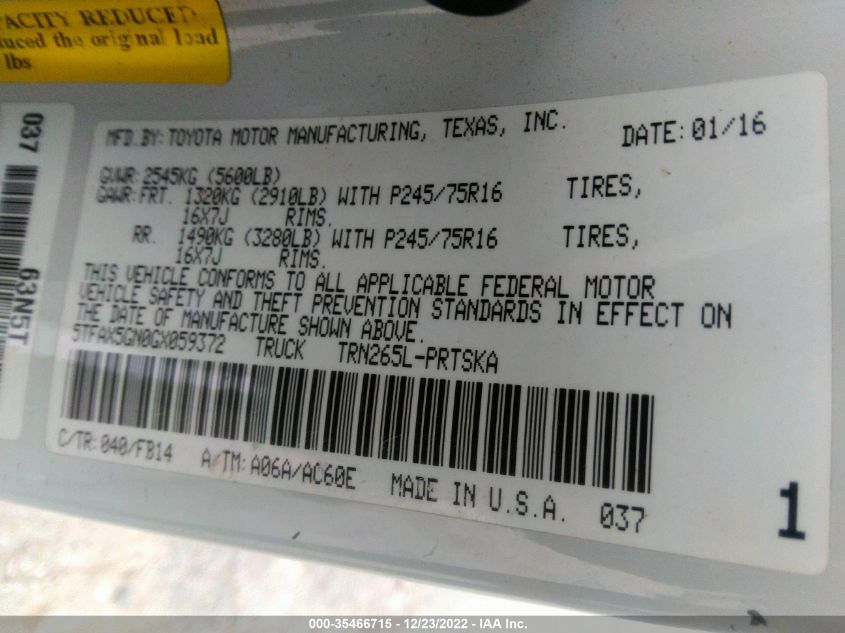 PACITY REDUCED
duced the original load
lbs
037
63N5T
MFD.BY:TOYOTA MOTOR MANUFACTURING, TEXAS, INC. DATE:01/16
GVWR:2545KG (5600LB)
GAWR:FRT. 1320KG (2910LB) WITH P245/75R16 TIRES,
16X7J RIMS.
RR. 1490KG (3280LB) WITH P245/75R16 TIRES,
16X7J RIMS.
THIS VEHICLE CONFORMS TO ALL APPLICABLE FEDERAL MOTOR
VEHICLE SAFETY AND THEFT PREVENTION STANDARDS IN EFFECT ON
THE DATE OF MANUFACTURE SHOWN ABOVE.
5TFAX5GN0GX059372 TRUCK TRN265L-PRTSKA
C/TR:040/FB14 A/TM:A06A/AC60E MADE IN U.S.A. 037 1
000-35466715 - 12/23/2022 - IAA Inc.